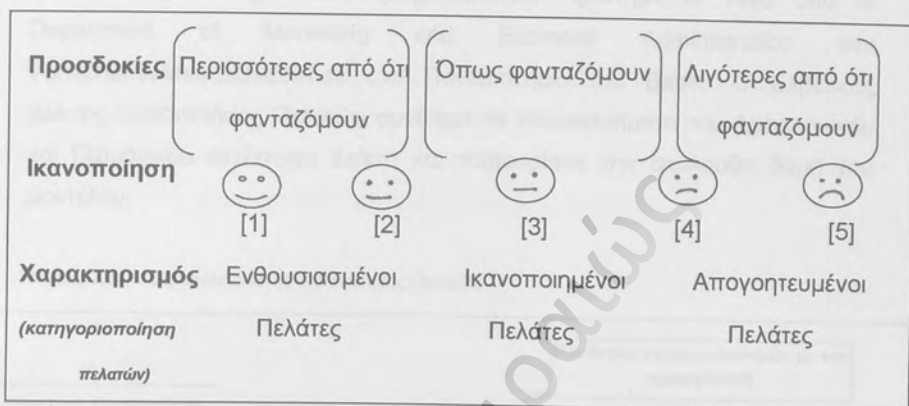 Προσδοκίες Περισσότερες από ότι Όπως φανταζόμουν Λιγότερες από ότι
φανταζόμουν φανταζόμουν
Ικανοποίηση
[1] [2] [3] [4] [5]
Χαρακτηρισμός Ενθουσιασμένοι Ικανοποιημένοι Απογοητευμένοι
(κατηγοριοποίηση Πελάτες Πελάτες Πελάτες
πελατών)